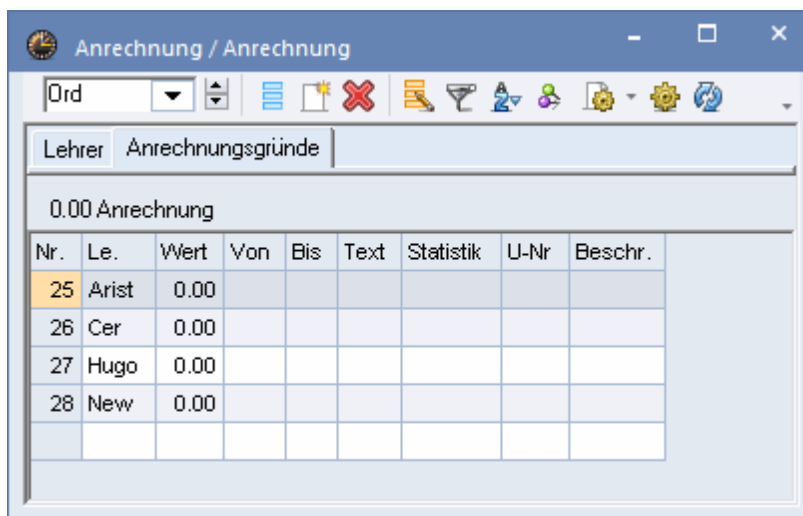 Anrechnung / Anrechnung
Ord
Lehrer Anrechnungsgründe
0.00 Anrechnung
Nr. Le. Wert Von Bis Text Statistik U-Nr Beschr.
25 Arist 0.00
26 Cer 0.00
27 Hugo 0.00
28 New 0.00